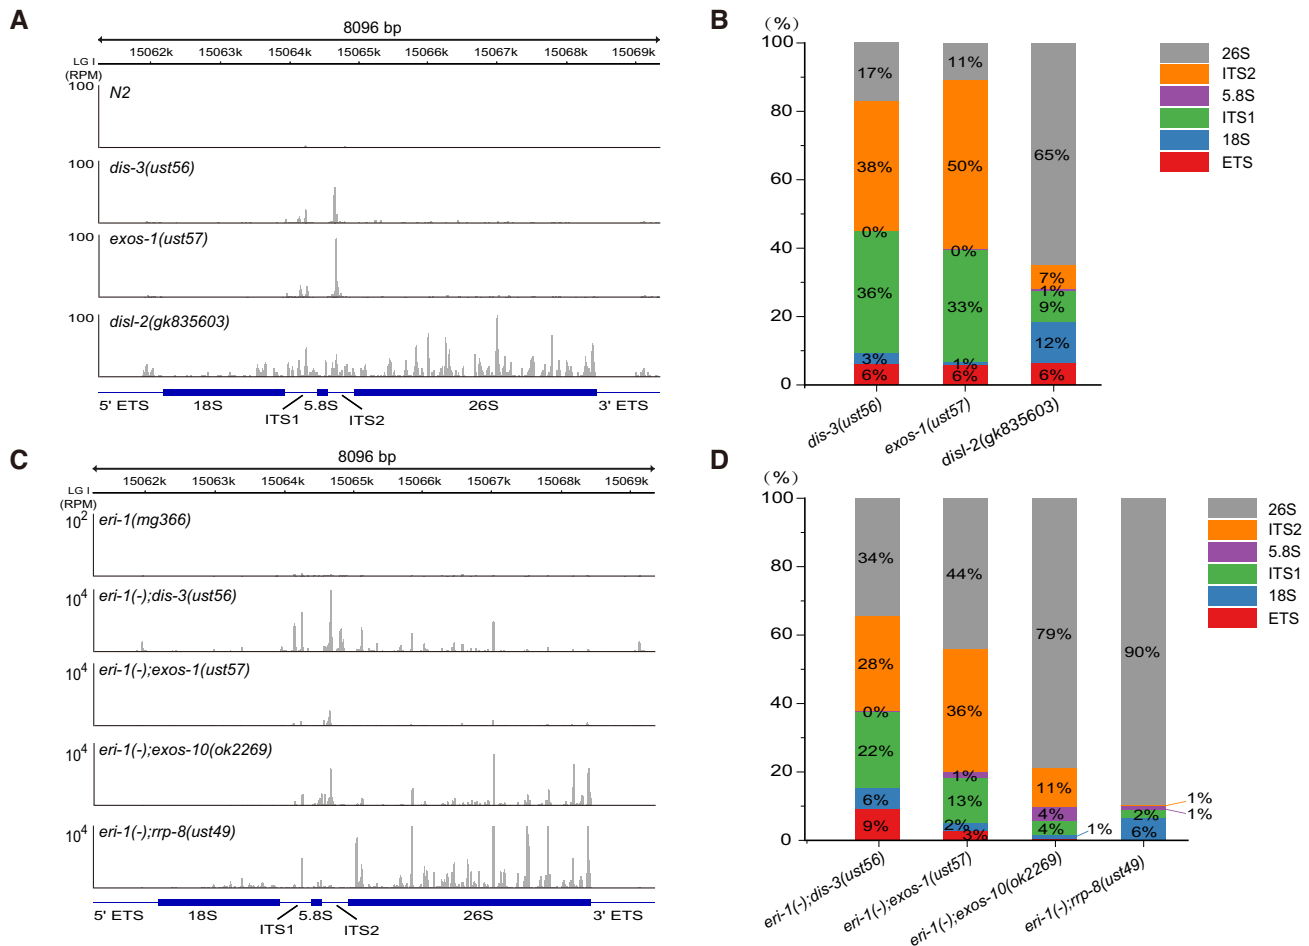 A
8096 bp
15062k 15063k 15064k 15065k 15066k 15067k 15068k 15069k
LG I
(RPM)
100
N2
100
dis-3(ust56)
100
exos-1(ust57)
100
disl-2(gk835603)
5' ETS 18S 5.8S 26S 3' ETS
ITS1 ITS2
B
(%)
100
80
60
40
20
0
17%
38%
0%
36%
3%
6%
11%
50%
0%
33%
1%
6%
65%
7%
1%
9%
12%
6%
dis-3(ust56)
exos-1(ust57)
disl-2(gk835603)
26S
ITS2
5.8S
ITS1
18S
ETS
C
8096 bp
15062k 15063k 15064k 15065k 15066k 15067k 15068k 15069k
LG I
(RPM)
10²
eri-1(mg366)
10⁴
eri-1(-);dis-3(ust56)
10⁴
eri-1(-);exos-1(ust57)
10⁴
eri-1(-);exos-10(ok2269)
10⁴
eri-1(-);rrp-8(ust49)
5' ETS 18S 5.8S 26S 3' ETS
ITS1 ITS2
D
(%)
100
80
60
40
20
0
34%
28%
0%
22%
6%
9%
44%
36%
1%
13%
2%
3%
79%
11%
4%
4%
1%
90%
1%
1%
2%
6%
eri-1(-);dis-3(ust56)
eri-1(-);exos-1(ust57)
eri-1(-);exos-10(ok2269)
eri-1(-);rrp-8(ust49)
26S
ITS2
5.8S
ITS1
18S
ETS